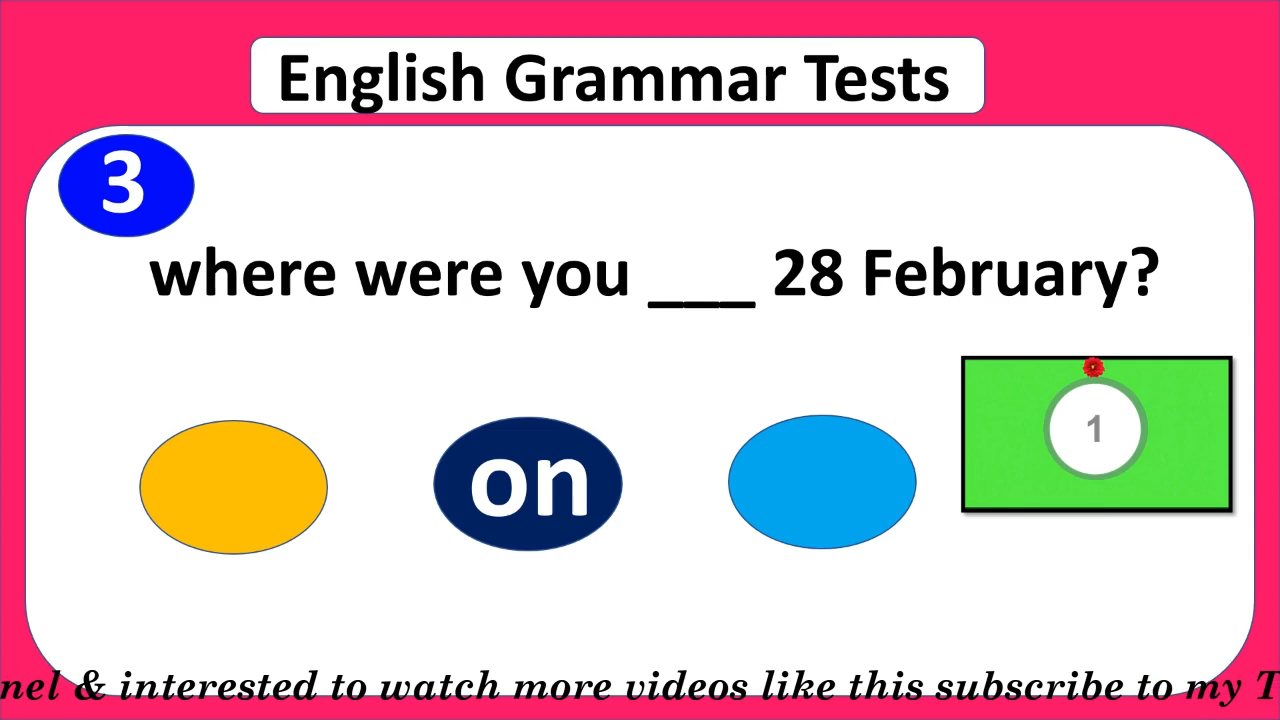 English Grammar Tests
3
where were you ___ 28 February?
on
1
& interested to watch more videos like this subscribe to my